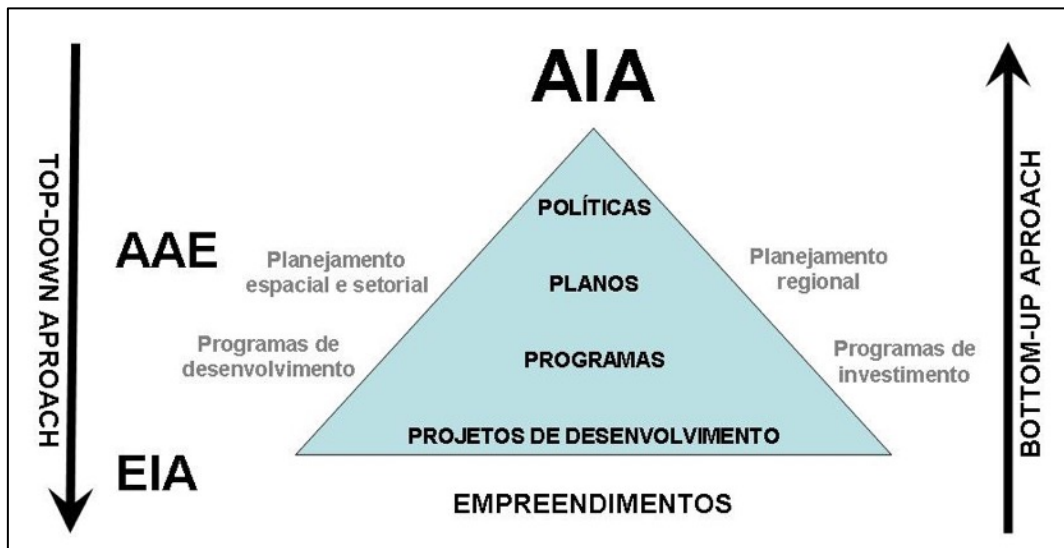 AIA
TOP-DOWN APROACH
BOTTOM-UP APROACH
POLÍTICAS
AAE
Planejamento
espacial e setorial
PLANOS
Planejamento
regional
Programas de
desenvolvimento
PROGRAMAS
Programas de
investimento
PROJETOS DE DESENVOLVIMENTO
EIA
EMPREENDIMENTOS